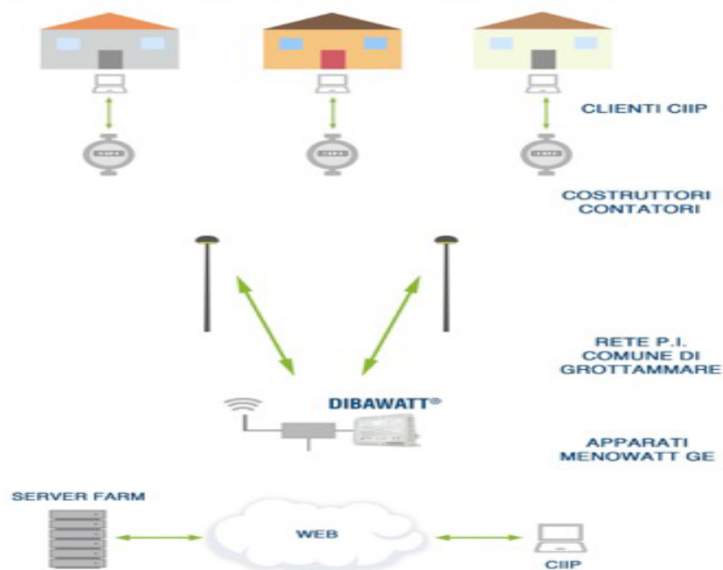 CLIENTI CIIP
COSTRUTTORI
CONTATORI
RETE P.I.
COMUNE DI
GROTTAMMARE
DIBAWATT®
APPARATI
MENOWATT GE
SERVER FARM
WEB
CIIP